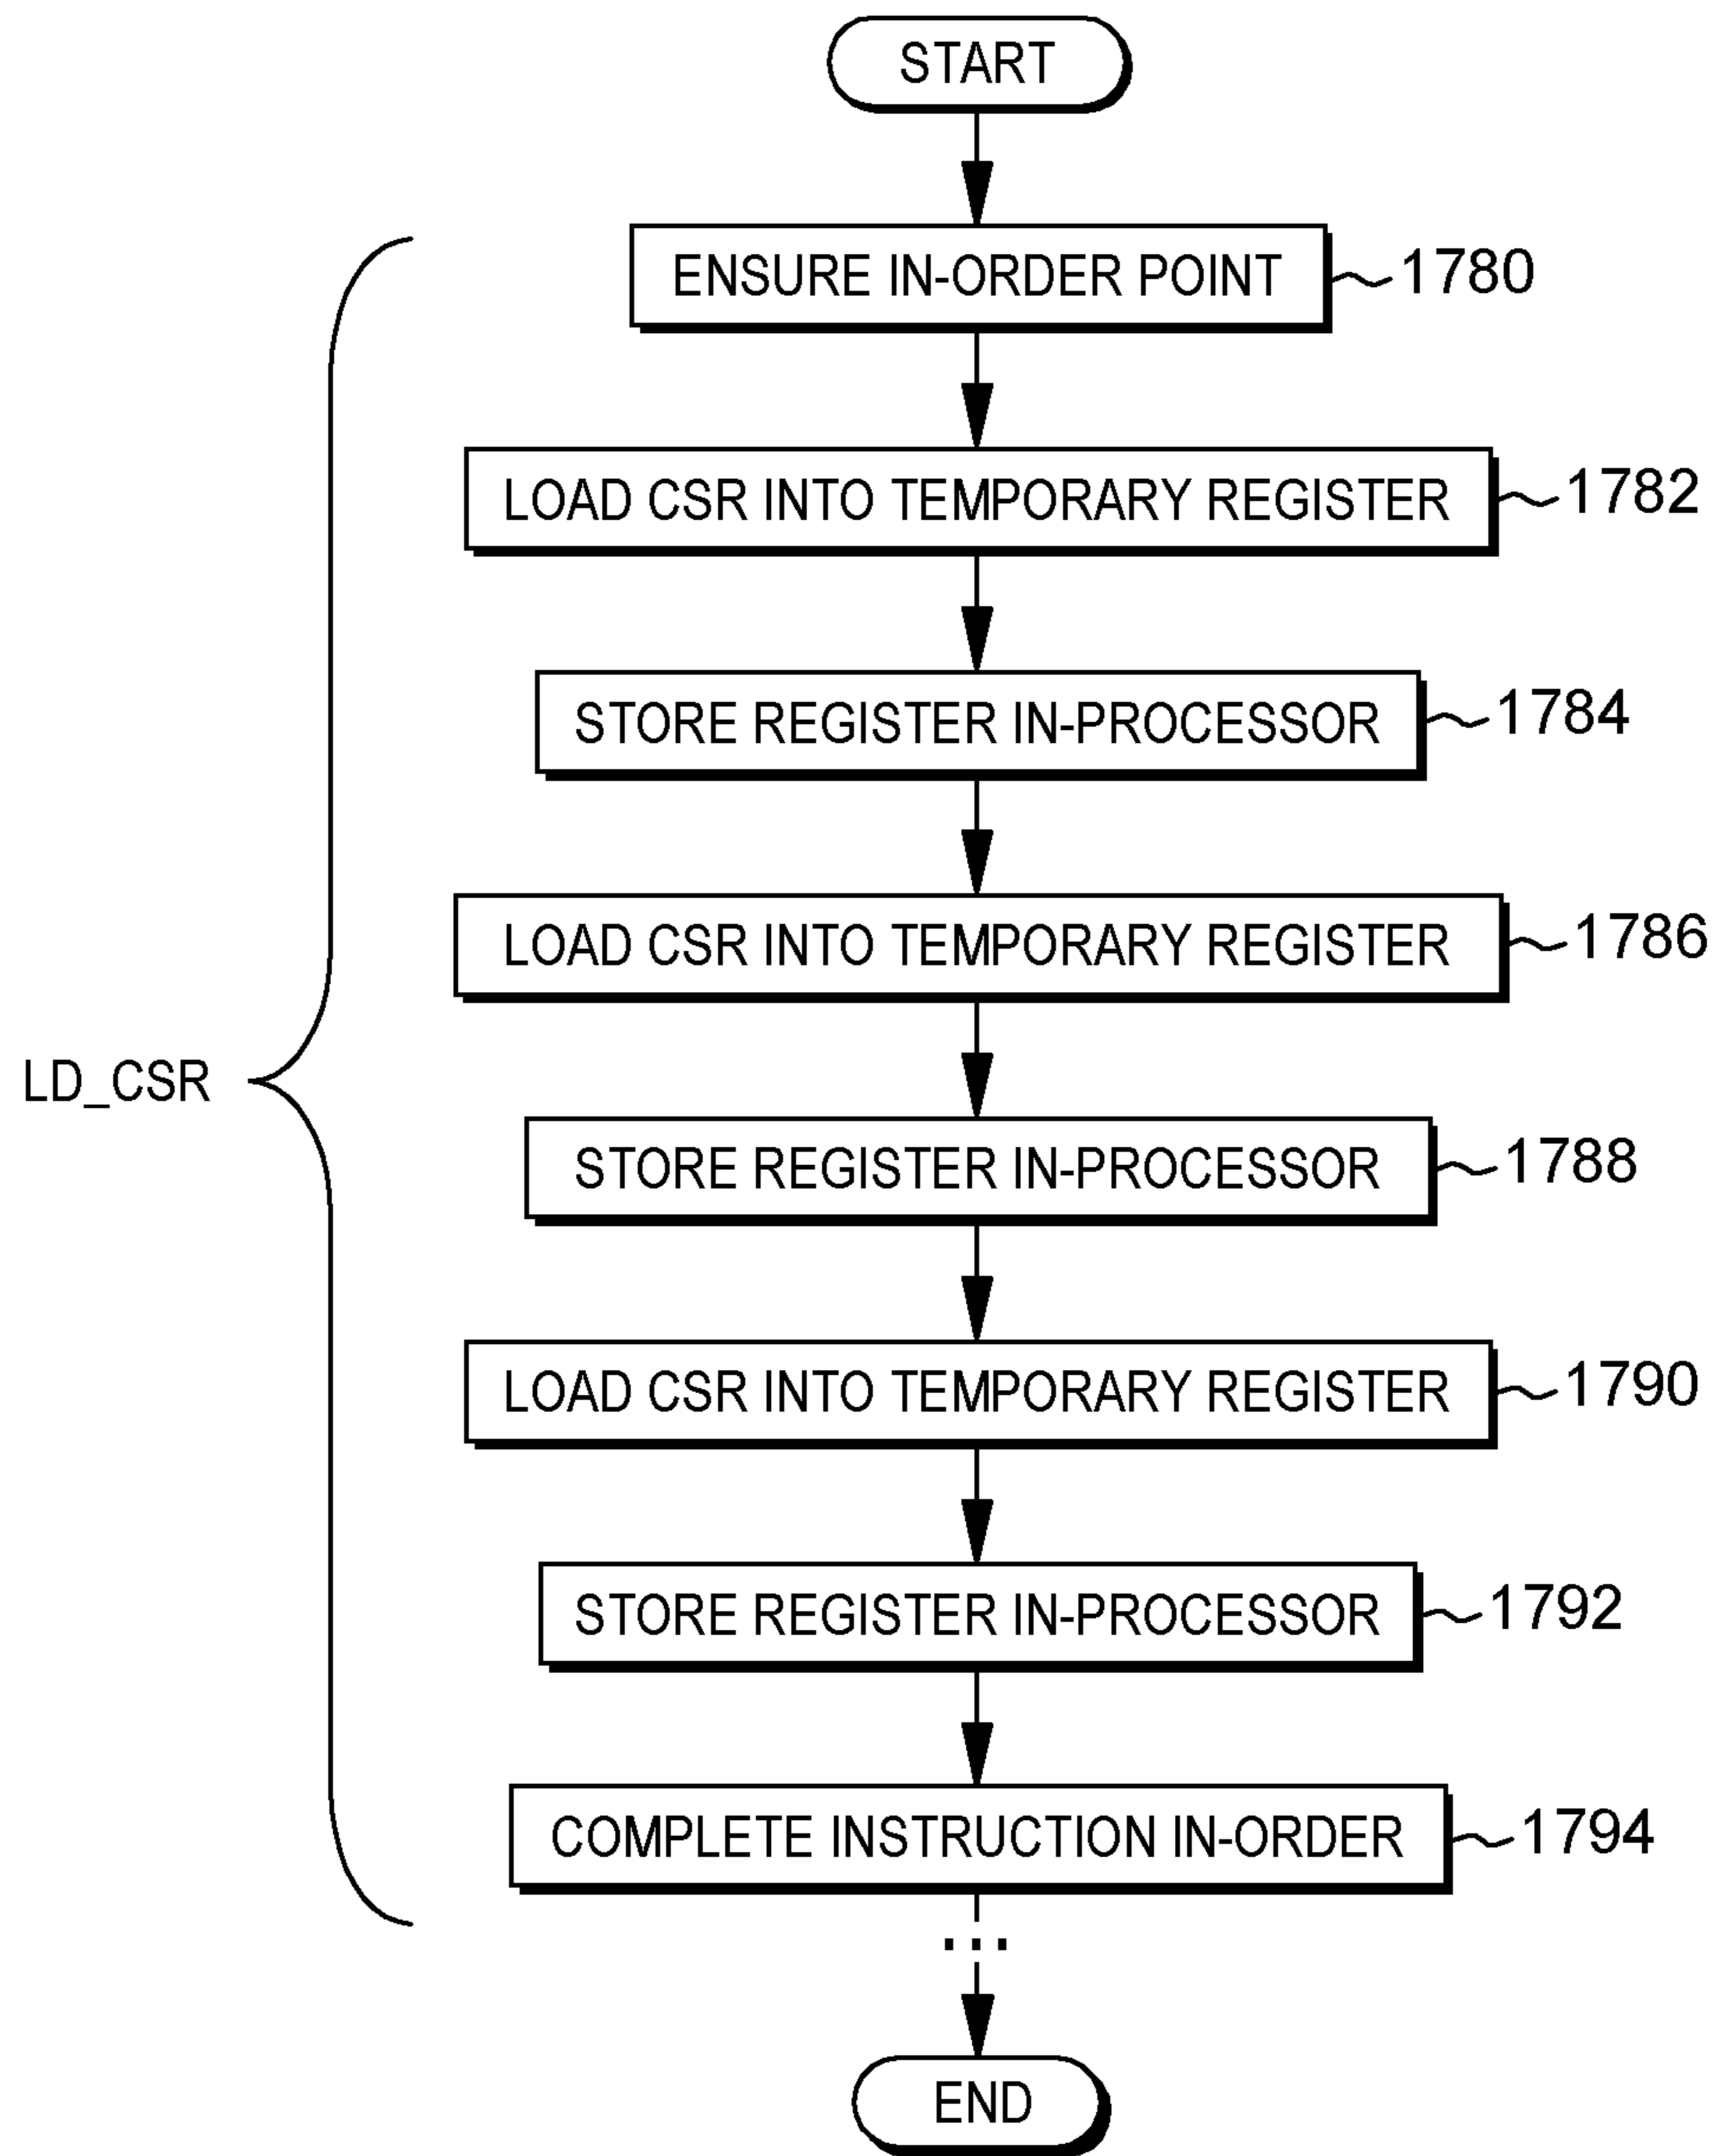 START
ENSURE IN-ORDER POINT 1780
LOAD CSR INTO TEMPORARY REGISTER 1782
STORE REGISTER IN-PROCESSOR 1784
LOAD CSR INTO TEMPORARY REGISTER 1786
LD_CSR
STORE REGISTER IN-PROCESSOR 1788
LOAD CSR INTO TEMPORARY REGISTER 1790
STORE REGISTER IN-PROCESSOR 1792
COMPLETE INSTRUCTION IN-ORDER 1794
...
END